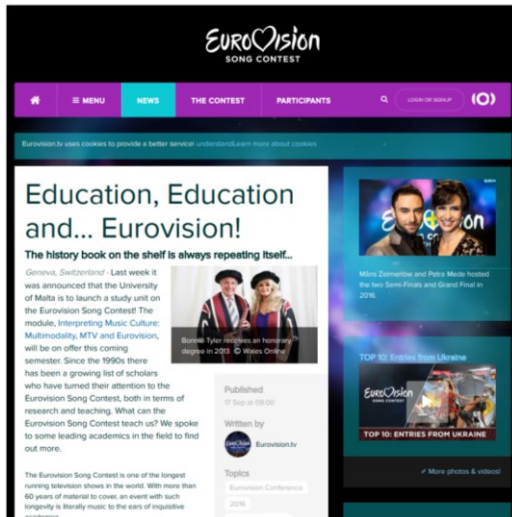 EUROVISION
SONG CONTEST
MENU
NEWS
THE CONTEST
PARTICIPANTS
LOGIN OR SIGNUP
Eurovision.tv uses cookies to provide a better service! understandLearn more about cookies
Education, Education
and... Eurovision!
The history book on the shelf is always repeating itself...
Geneva, Switzerland - Last week it
was announced that the University
of Malta is to launch a study unit on
the Eurovision Song Contest! The
module, Interpreting Music Culture:
Multimodality, MTV and Eurovision,
will be on offer this coming
semester. Since the 1990s there
has been a growing list of scholars
who have turned their attention to the
Eurovision Song Contest, both in terms of
research and teaching. What can the
Eurovision Song Contest teach us? We spoke
to some leading academics in the field to find
out more.
The Eurovision Song Contest is one of the longest
running television shows in the world. With more than
60 years of material to cover, an event with such
longevity is literally music to the ears of inquisitive
Bonnie Tyler receives an honorary
degree in 2013 © Wales Online
Published
17 Sep at 09:00
Written by
Eurovision.tv
Topics
Eurovision Conference
2016
Måns Zelmerlöw and Petra Mede hosted
the two Semi-Finals and Grand Final in
2016.
TOP 10: Entries from Ukraine
EUROVISION
SONG CONTEST
TOP 10: ENTRIES FROM UKRAINE
More photos & videos!